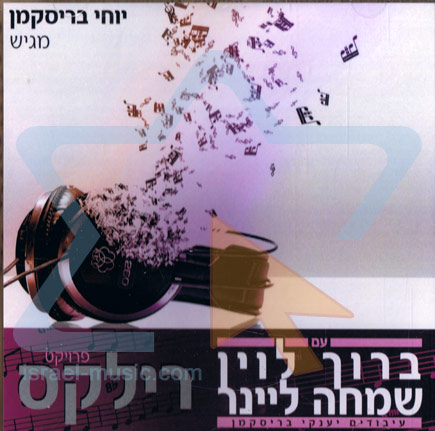 יוחי בריסקמן
מגיש
israel-music.com
פרויקט
רילקס
עם
ברוך לוין
שמחה ליינר
עיבודים יענקי בריסקמן